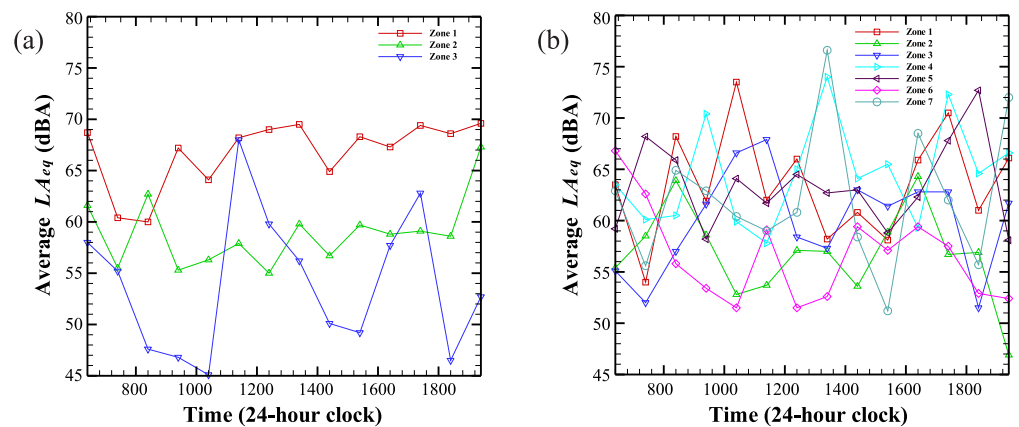 (a)
80
75
70
65
60
55
50
45
Average LAeq (dBA)
800 1000 1200 1400 1600 1800
Time (24-hour clock)
Zone 1
Zone 2
Zone 3
(b)
80
75
70
65
60
55
50
45
Average LAeq (dBA)
800 1000 1200 1400 1600 1800
Time (24-hour clock)
Zone 1
Zone 2
Zone 3
Zone 4
Zone 5
Zone 6
Zone 7